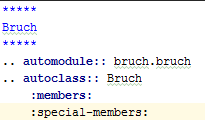 *****
Bruch
*****
.. automodule:: bruch.bruch
.. autoclass:: Bruch
    :members:
    :special-members: